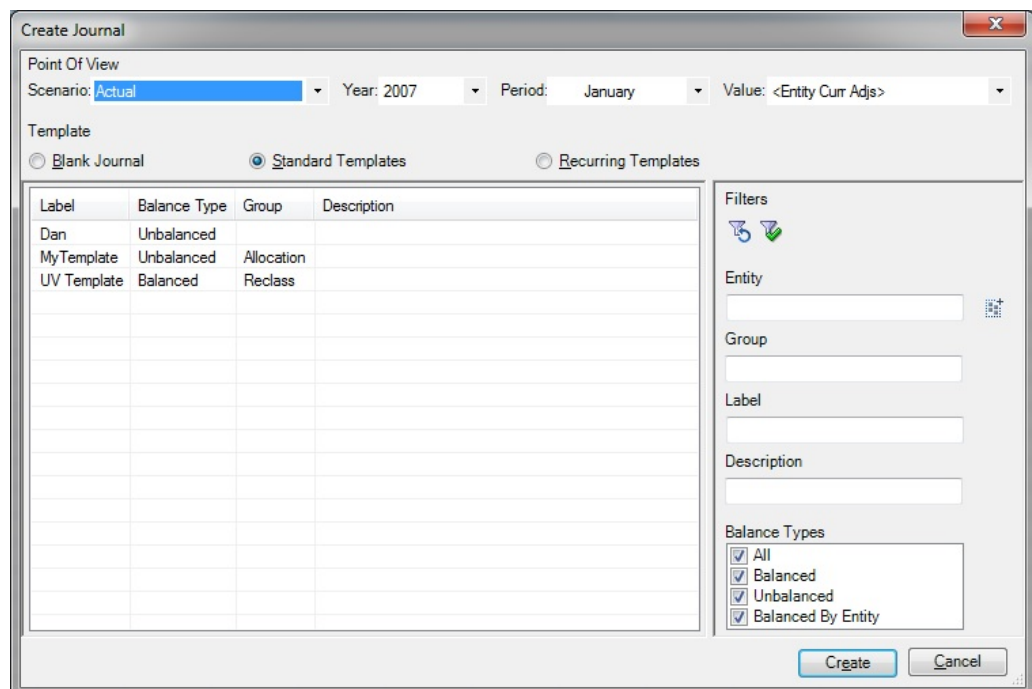 Create Journal
Point Of View
Scenario: Actual Year: 2007 Period: January Value: <Entity Curr Adjs>
Template
Blank Journal Standard Templates Recurring Templates
Label Balance Type Group Description
Dan Unbalanced
MyTemplate Unbalanced Allocation
UV Template Balanced Reclass
Filters
Entity
Group
Label
Description
Balance Types
All
Balanced
Unbalanced
Balanced By Entity
Create Cancel